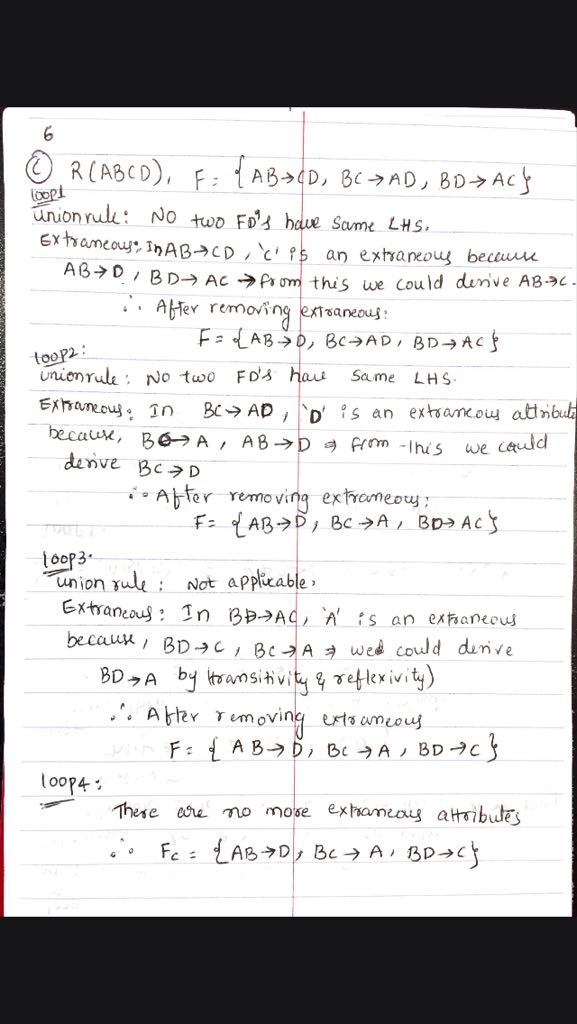 6
(C) R(ABCD), F = {AB→CD, BC→AD, BD→AC}
loop1
Union rule: No two FD's have same LHS.
Extraneous: In AB→CD, 'C' is an extraneous because
AB→D, BD→AC → from this we could derive AB→C.
∴ After removing extraneous:
F = {AB→D, BC→AD, BD→AC}
loop2:
Union rule: No two FD's have same LHS.
Extraneous: In BC→AD, 'D' is an extraneous attribute
because, BC→A, AB→D ⇒ from this we could
derive BC→D
∴ After removing extraneous:
F = {AB→D, BC→A, BD→AC}
loop3.
Union rule: Not applicable,
Extraneous: In BD→AC, 'A' is an extraneous
because, BD→C, BC→A ⇒ we could derive
BD→A by (transitivity & reflexivity)
∴ After removing extraneous
F = { AB→D, BC→A, BD→C}
loop4:
There are no more extraneous attributes
∴ Fc = {AB→D, BC→A, BD→C}